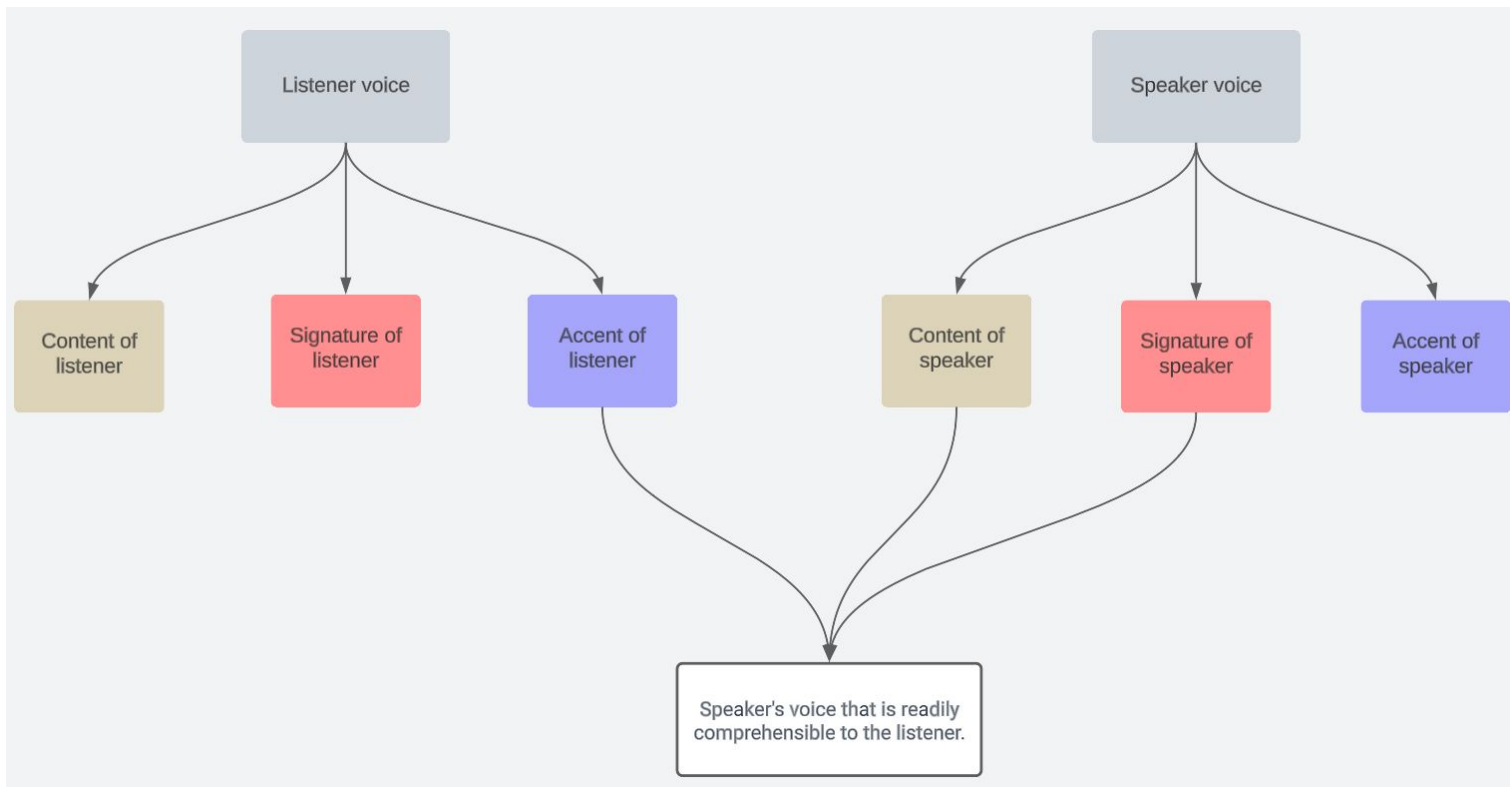 Listener voice
Speaker voice
Content of
listener
Signature of
listener
Accent of
listener
Content of
speaker
Signature of
speaker
Accent of
speaker
Speaker's voice that is readily
comprehensible to the listener.